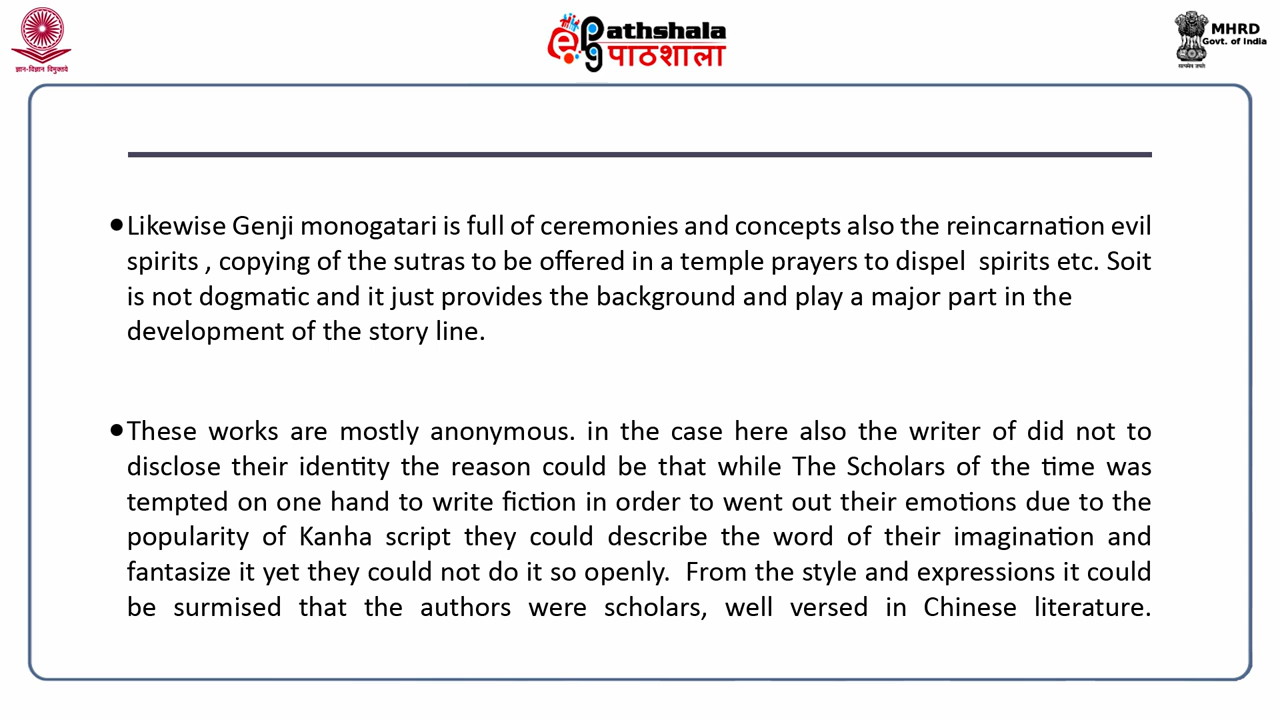 ज्ञान-विज्ञान विमुक्तये
e Pathshala
पाठशाला
MHRD
Govt. of India
सत्यमेव जयते
•Likewise Genji monogatari is full of ceremonies and concepts also the reincarnation evil
spirits , copying of the sutras to be offered in a temple prayers to dispel  spirits etc. Soit
is not dogmatic and it just provides the background and play a major part in the
development of the story line.
•These works are mostly anonymous. in the case here also the writer of did not to
disclose their identity the reason could be that while The Scholars of the time was
tempted on one hand to write fiction in order to went out their emotions due to the
popularity of Kanha script they could describe the word of their imagination and
fantasize it yet they could not do it so openly.  From the style and expressions it could
be surmised that the authors were scholars, well versed in Chinese literature.